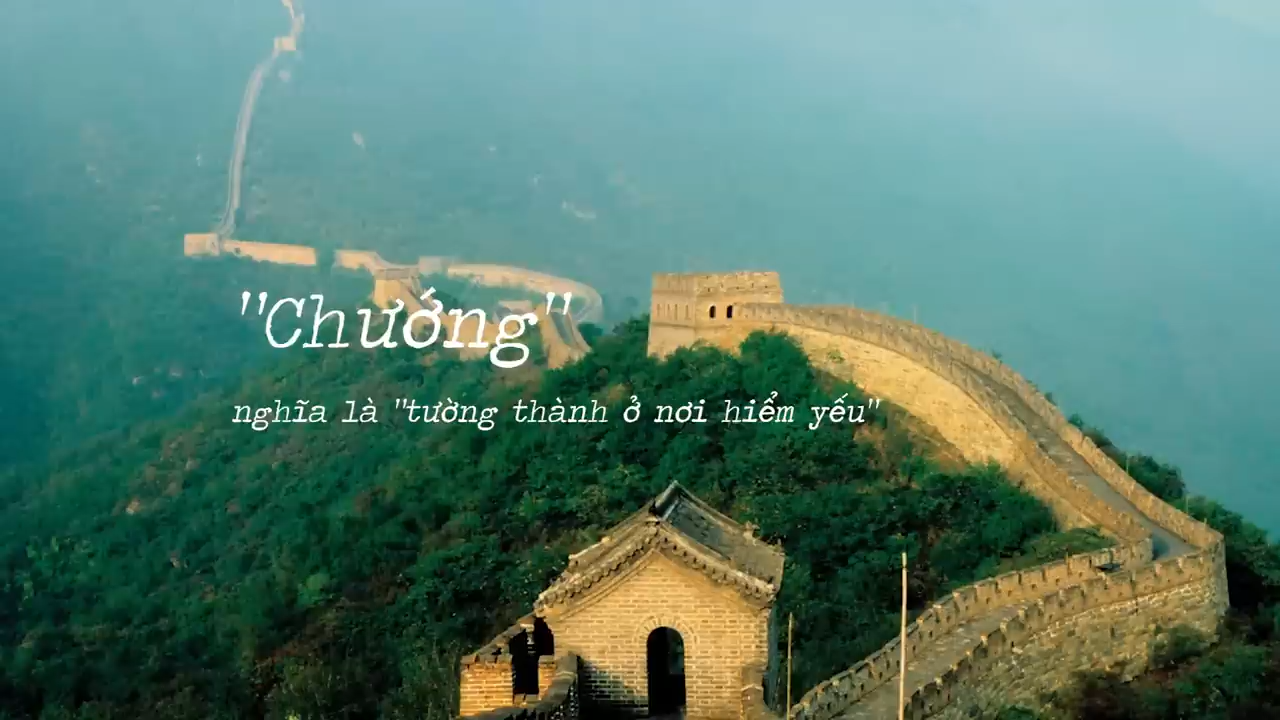 "Chướng"
nghĩa là "tường thành ở nơi hiểm yếu"